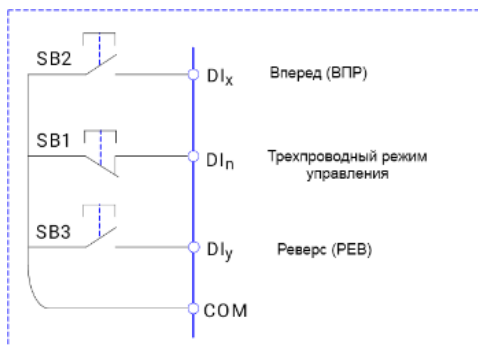 SB2 DIx Вперед (ВПР)
SB1 DIn Трехпроводный режим
управления
SB3 DIy Реверс (РЕВ)
COM